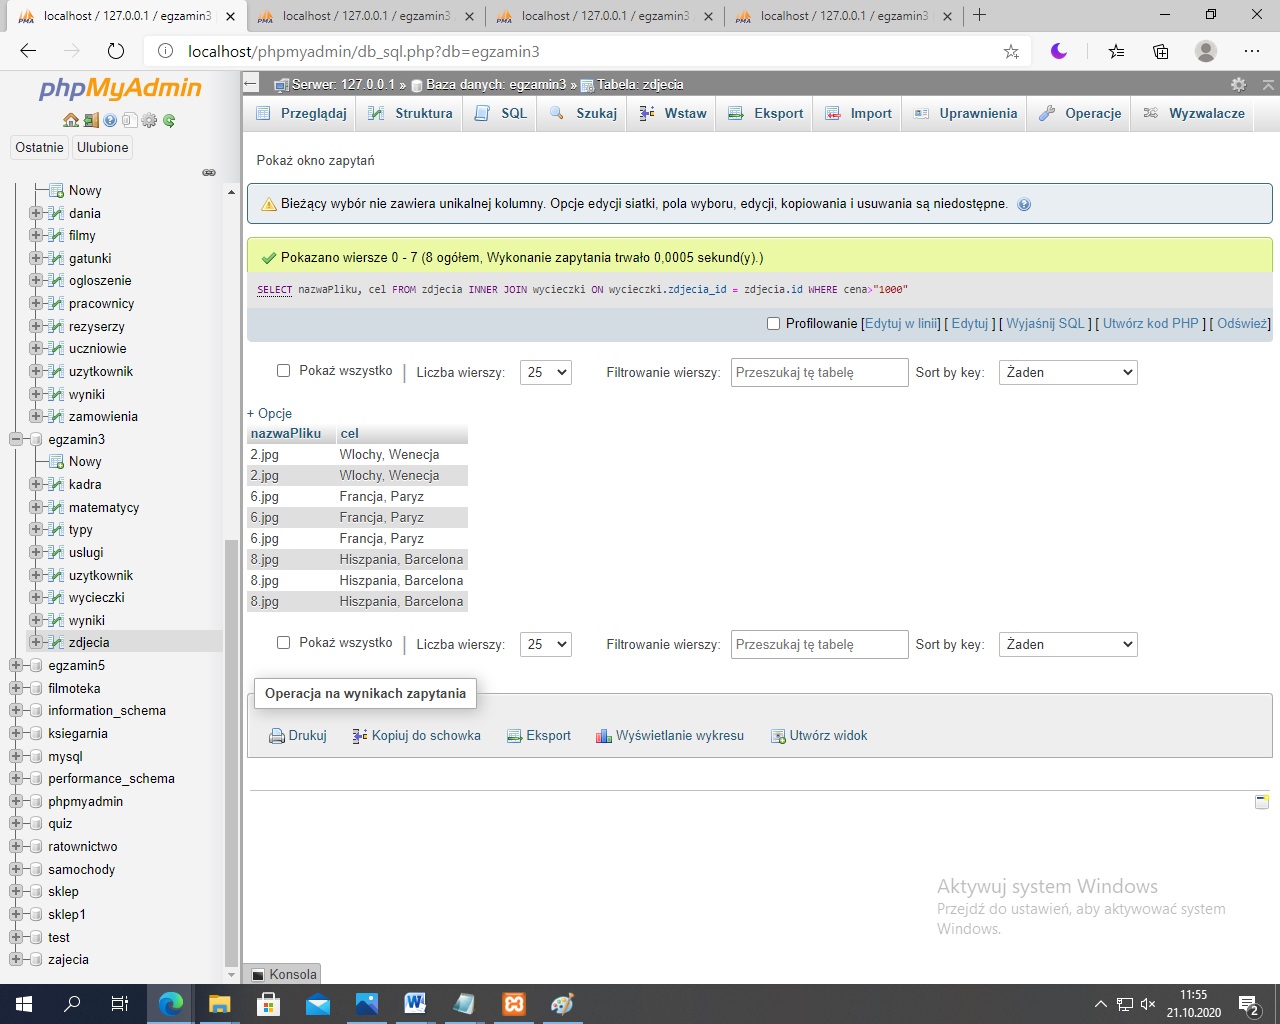 localhost / 127.0.0.1 / egzamin3
localhost / 127.0.0.1 / egzamin3
localhost / 127.0.0.1 / egzamin3
localhost / 127.0.0.1 / egzamin3
localhost/phpmyadmin/db_sql.php?db=egzamin3
phpMyAdmin
Ostatnie Ulubione
Nowy
dania
filmy
gatunki
ogloszenie
pracownicy
rezyserzy
uczniowie
uzytkownik
wyniki
zamowienia
egzamin3
Nowy
kadra
matematycy
typy
uslugi
uzytkownik
wycieczki
wyniki
zdjecia
egzamin5
filmoteka
information_schema
ksiegarnia
mysql
performance_schema
phpmyadmin
quiz
ratownictwo
samochody
sklep
sklep1
test
zajecia
Serwer: 127.0.0.1 » Baza danych: egzamin3 » Tabela: zdjecia
Przeglądaj Struktura SQL Szukaj Wstaw Eksport Import Uprawnienia Operacje Wyzwalacze
Pokaż okno zapytań
Bieżący wybór nie zawiera unikalnej kolumny. Opcje edycji siatki, pola wyboru, edycji, kopiowania i usuwania są niedostępne.
Pokazano wiersze 0 - 7 (8 ogółem, Wykonanie zapytania trwało 0,0005 sekund(y).)
SELECT nazwaPliku, cel FROM zdjecia INNER JOIN wycieczki ON wycieczki.zdjecia_id = zdjecia.id WHERE cena>"1000"
Profilowanie [Edytuj w linii] [ Edytuj ] [ Wyjaśnij SQL ] [ Utwórz kod PHP ] [ Odśwież]
Pokaż wszystko | Liczba wierszy: 25 Filtrowanie wierszy: Przeszukaj tę tabelę Sort by key: Żaden
+ Opcje
nazwaPliku cel
2.jpg Wlochy, Wenecja
2.jpg Wlochy, Wenecja
6.jpg Francja, Paryz
6.jpg Francja, Paryz
6.jpg Francja, Paryz
8.jpg Hiszpania, Barcelona
8.jpg Hiszpania, Barcelona
8.jpg Hiszpania, Barcelona
Pokaż wszystko | Liczba wierszy: 25 Filtrowanie wierszy: Przeszukaj tę tabelę Sort by key: Żaden
Operacja na wynikach zapytania
Drukuj Kopiuj do schowka Eksport Wyświetlanie wykresu Utwórz widok
Aktywuj system Windows
Przejdź do ustawień, aby aktywować system
Windows.
Konsola
11:55
21.10.2020
2